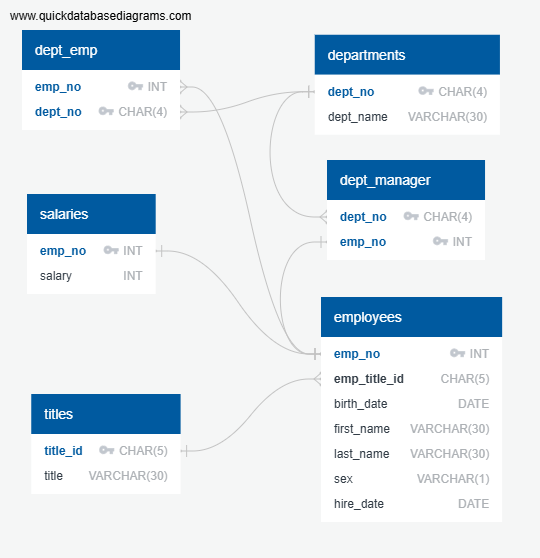 www.quickdatabasediagrams.com
dept_emp
emp_no INT
dept_no CHAR(4)
departments
dept_no CHAR(4)
dept_name VARCHAR(30)
dept_manager
dept_no CHAR(4)
emp_no INT
salaries
emp_no INT
salary INT
employees
emp_no INT
emp_title_id CHAR(5)
birth_date DATE
first_name VARCHAR(30)
last_name VARCHAR(30)
sex VARCHAR(1)
hire_date DATE
titles
title_id CHAR(5)
title VARCHAR(30)